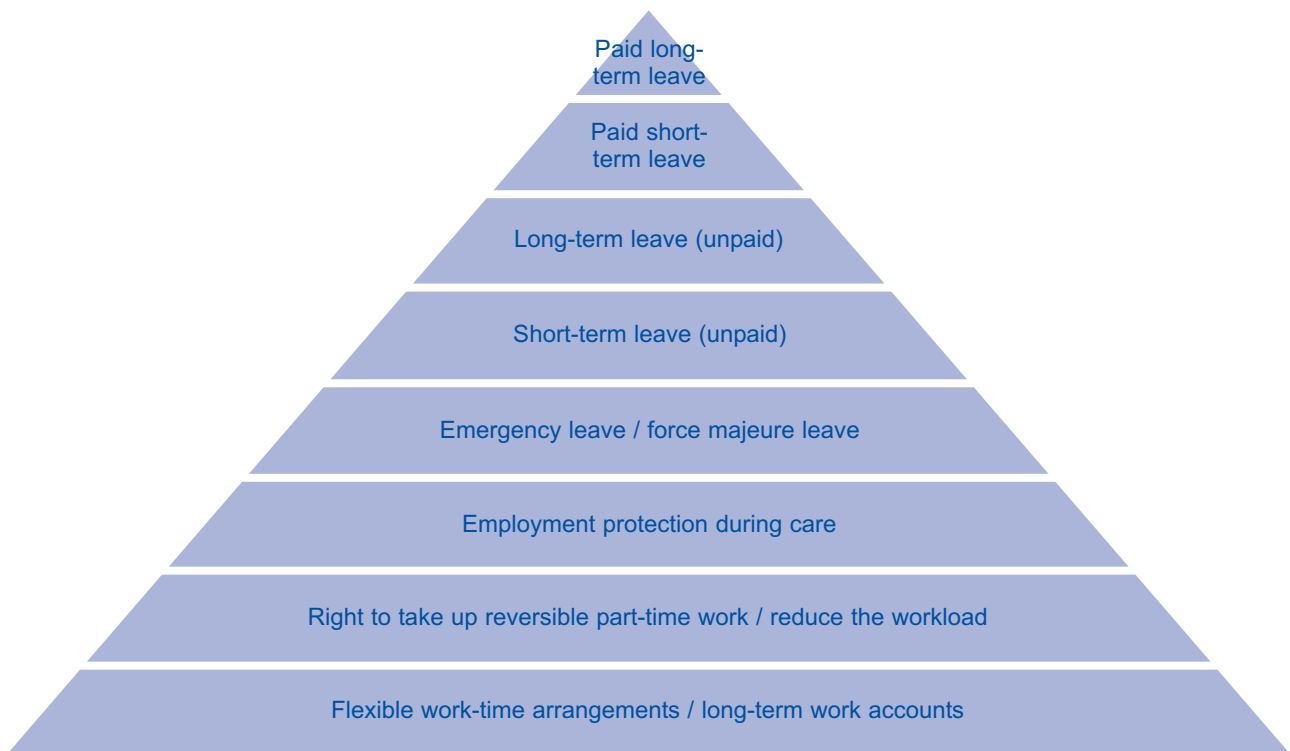 Paid long-
term leave
Paid short-
term leave
Long-term leave (unpaid)
Short-term leave (unpaid)
Emergency leave / force majeure leave
Employment protection during care
Right to take up reversible part-time work / reduce the workload
Flexible work-time arrangements / long-term work accounts